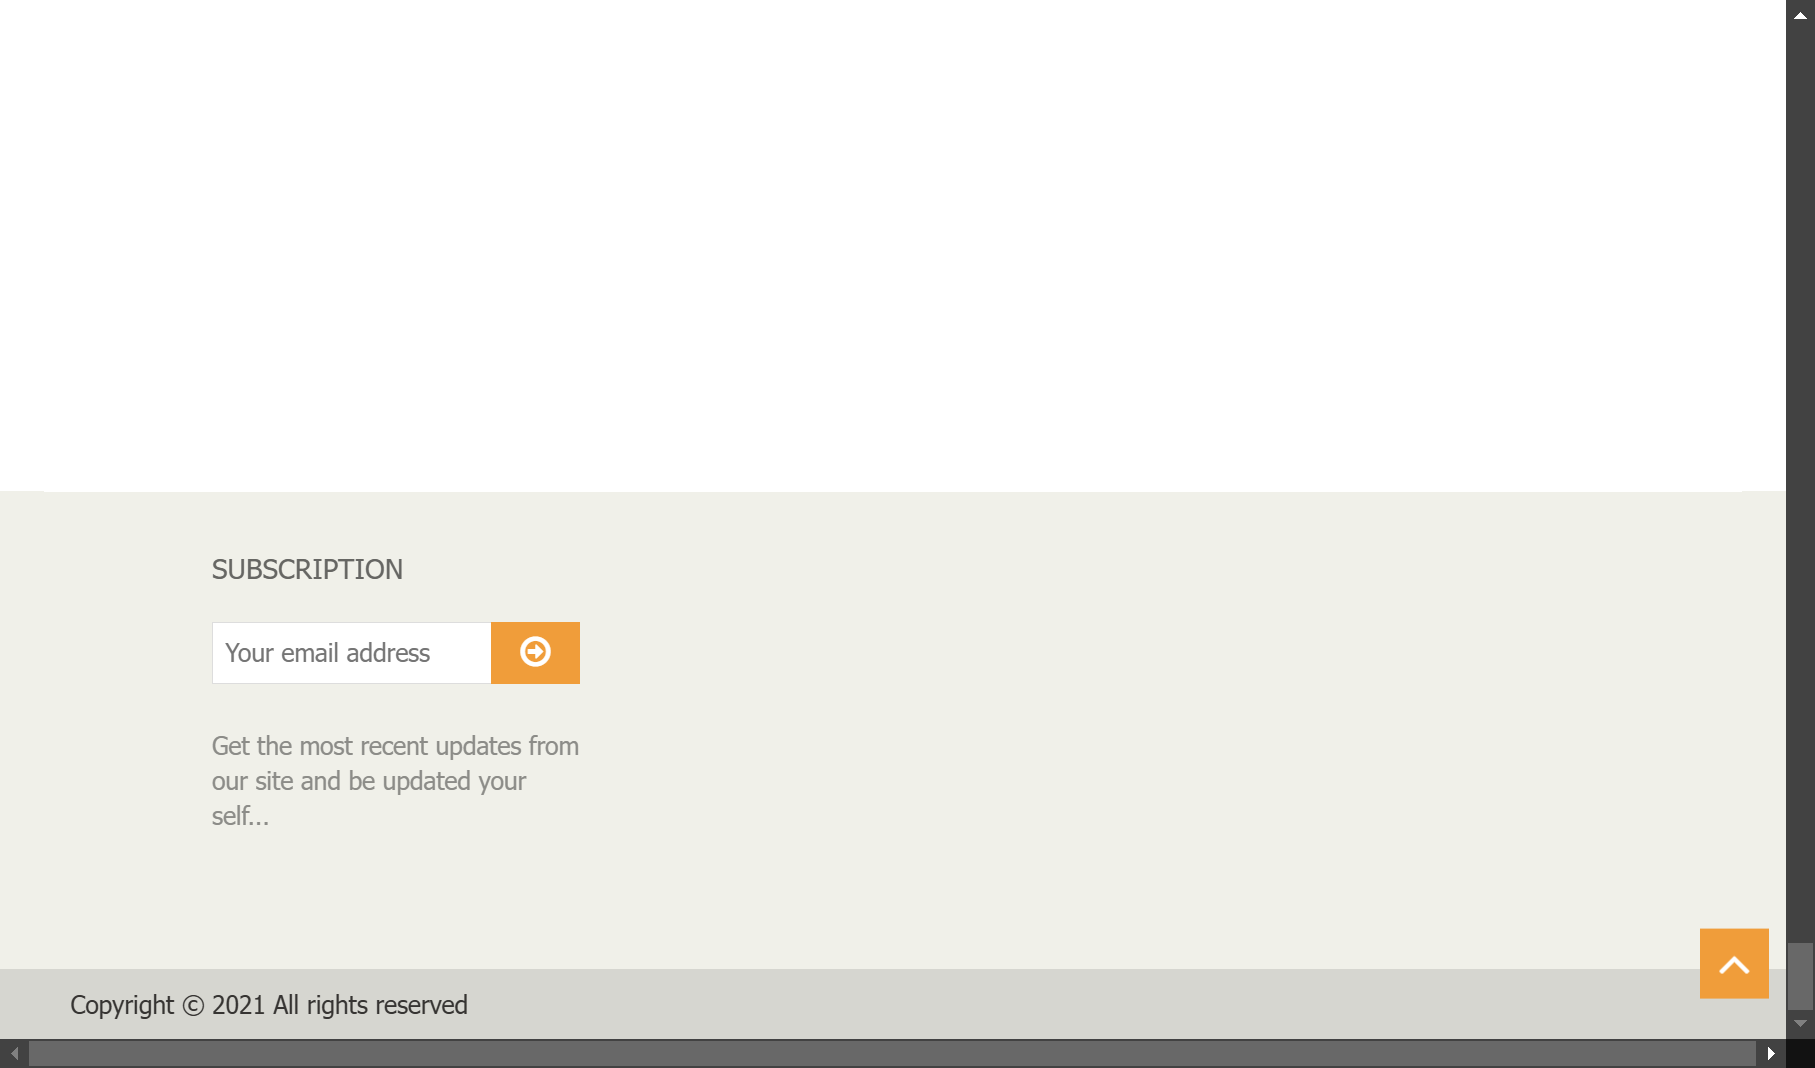 SUBSCRIPTION
Your email address
Get the most recent updates from
our site and be updated your
self...
Copyright © 2021 All rights reserved